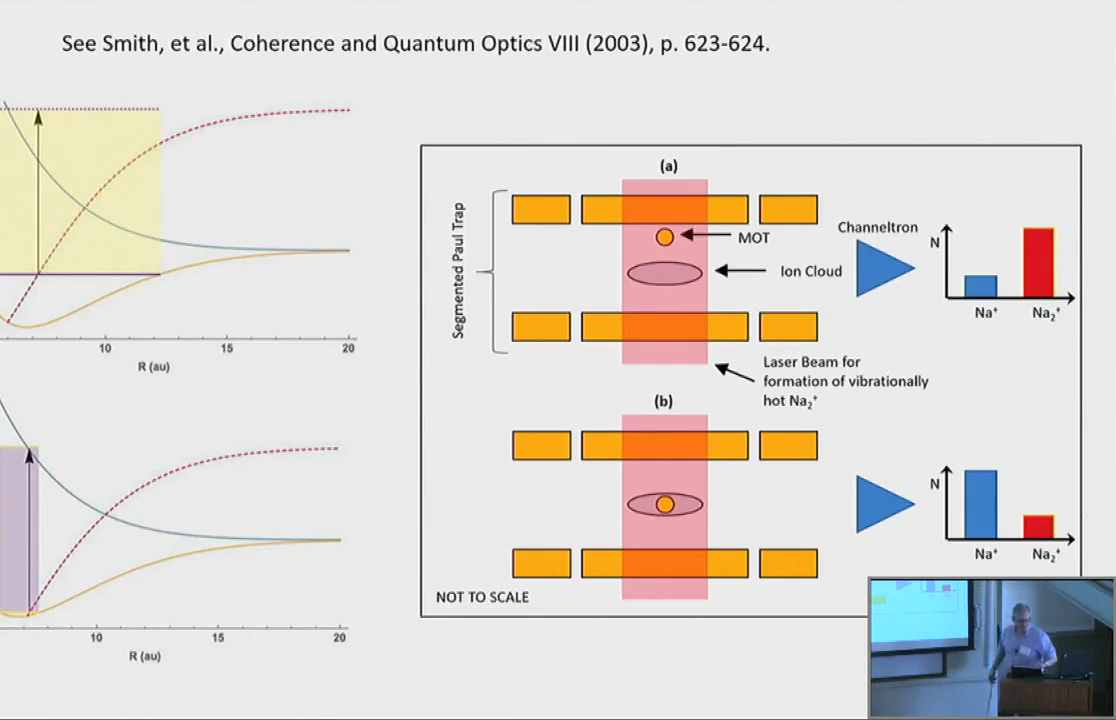 See Smith, et al., Coherence and Quantum Optics VIII (2003), p. 623-624.
10
15
20
R (au)
10
15
20
R (au)
(a)
Segmented Paul Trap
MOT
Ion Cloud
Channeltron
N
Na⁺
Na₂⁺
Laser Beam for
formation of vibrationally
hot Na₂⁺
(b)
N
Na⁺
Na₂⁺
NOT TO SCALE